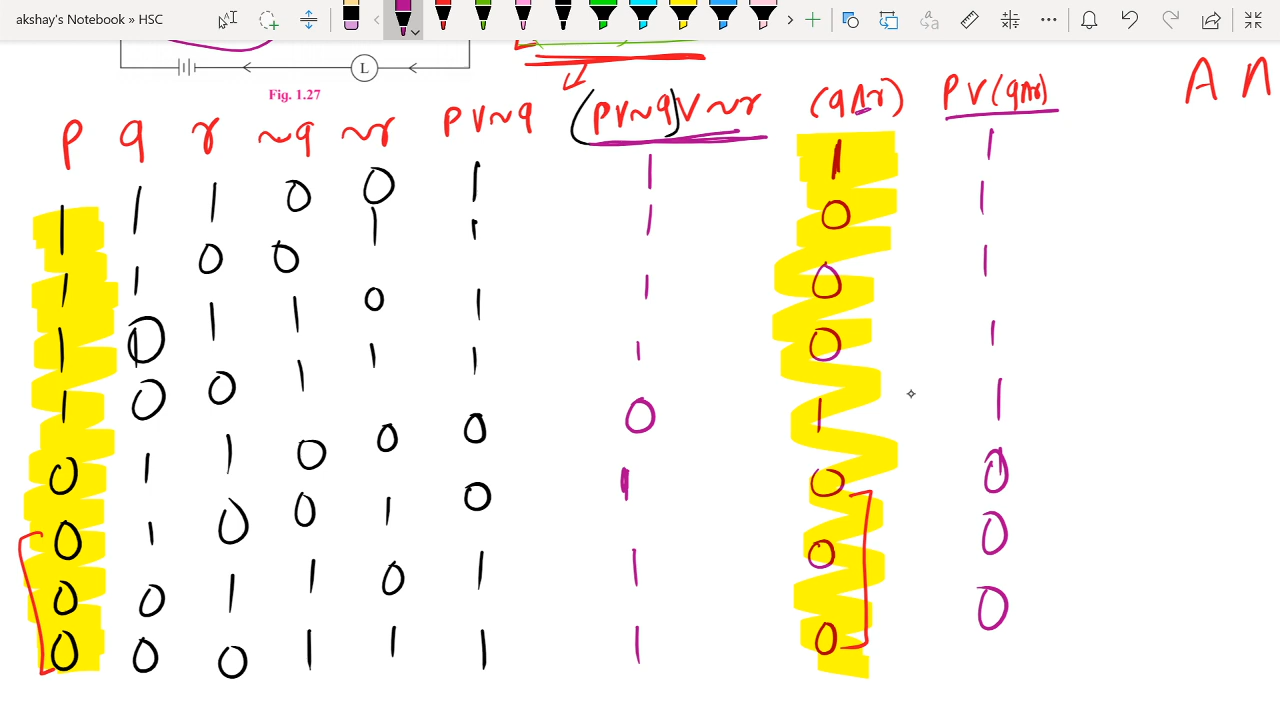 akshay's Notebook » HSC
L
Fig. 1.27
p q r ~q ~r p∨~q (p∨~q)∨~r (q∧r) p∨(q∧r) A n
1 1 1 0 0 1 1 1 1
1 1 0 0 1 1 1 0 1
1 0 1 1 0 1 1 0 1
1 0 0 1 1 1 1 0 1
0 1 1 0 0 0 0 1 1
0 1 0 0 1 0 1 0 0
0 0 1 1 0 1 1 0 0
0 0 0 1 1 1 1 0 0